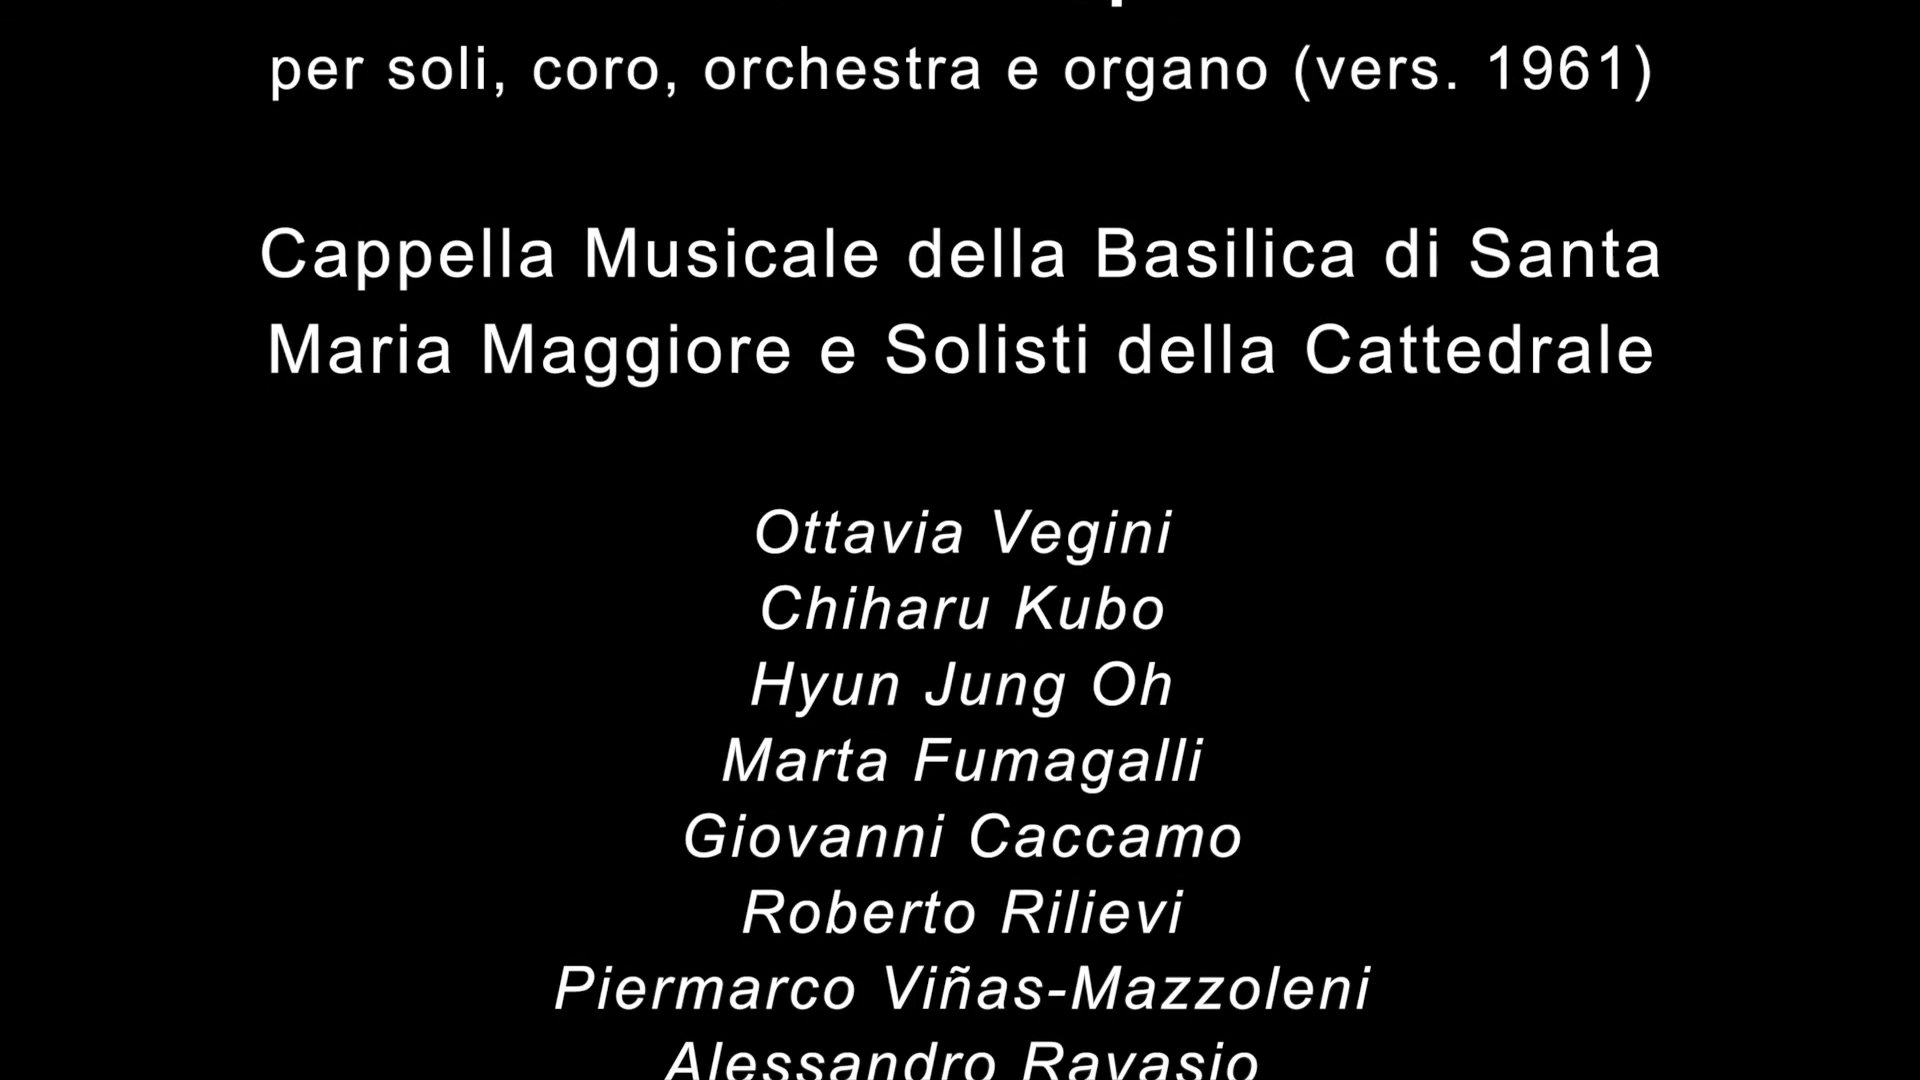 per soli, coro, orchestra e organo (vers. 1961)
Cappella Musicale della Basilica di Santa
Maria Maggiore e Solisti della Cattedrale
Ottavia Vegini
Chiharu Kubo
Hyun Jung Oh
Marta Fumagalli
Giovanni Caccamo
Roberto Rilievi
Piermarco Viñas-Mazzoleni
Alessandro Ravasio